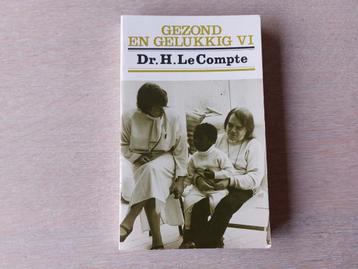 GEZOND
EN GELUKKIG VI
Dr. H. Le Compte